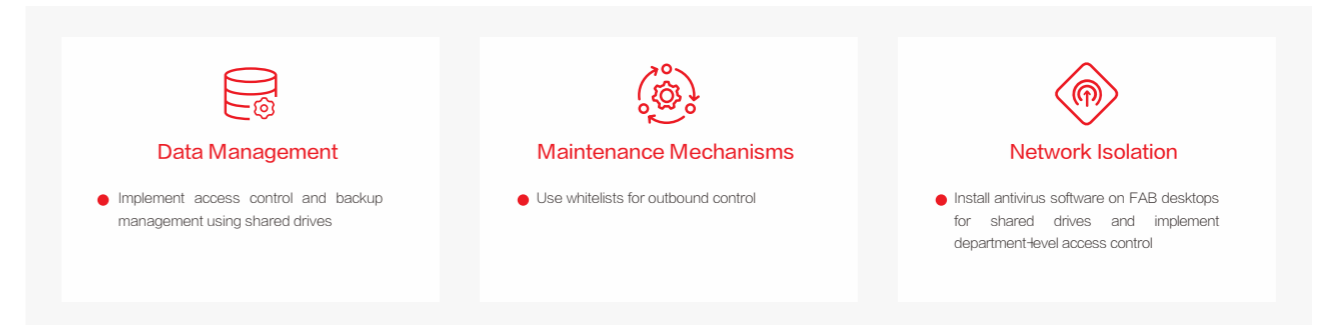 Data Management
Implement access control and backup
management using shared drives
Maintenance Mechanisms
Use whitelists for outbound control
Network Isolation
Install antivirus software on FAB desktops
for shared drives and implement
department-level access control